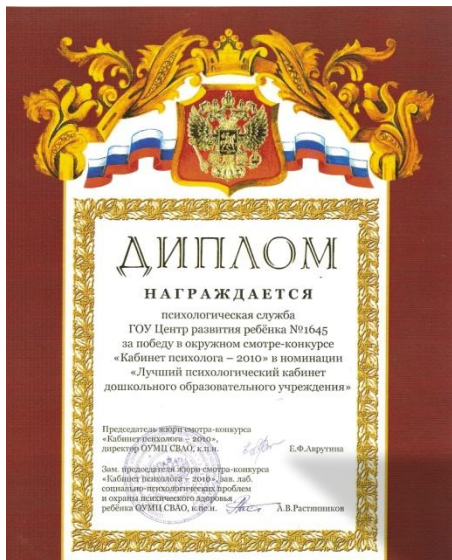 ДИПЛОМ
НАГРАЖДАЕТСЯ
психологическая служба
ГОУ Центр развития ребёнка №1645
за победу в окружном смотре-конкурсе
«Кабинет психолога – 2010» в номинации
«Лучший психологический кабинет
дошкольного образовательного учреждения»
Председатель жюри смотра-конкурса
«Кабинет психолога – 2010»,
директор ОУМЦ СВАО, к.п.н. Е.Ф.Аврутина
Зам. председателя жюри смотра-конкурса
«Кабинет психолога – 2010», зав. лаб.
социально-психологических проблем
и охраны психического здоровья
ребёнка ОУМЦ СВАО, к.пс.н. Л.В.Растянников